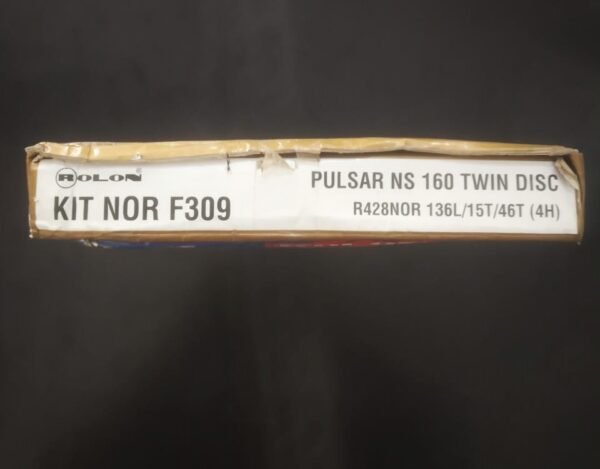 ROLON
KIT NOR F309
PULSAR NS 160 TWIN DISC
R428NOR 136L/15T/46T (4H)